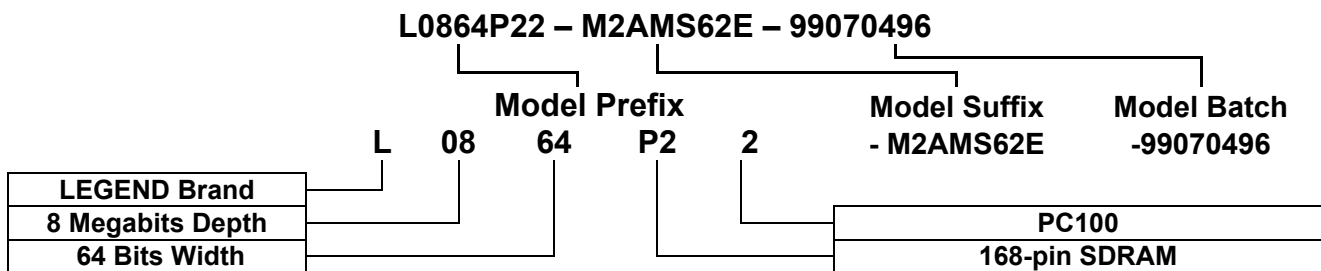 L0864P22 – M2AMS62E – 99070496
Model Prefix Model Suffix Model Batch
L 08 64 P2 2 - M2AMS62E -99070496
LEGEND Brand
8 Megabits Depth PC100
64 Bits Width 168-pin SDRAM